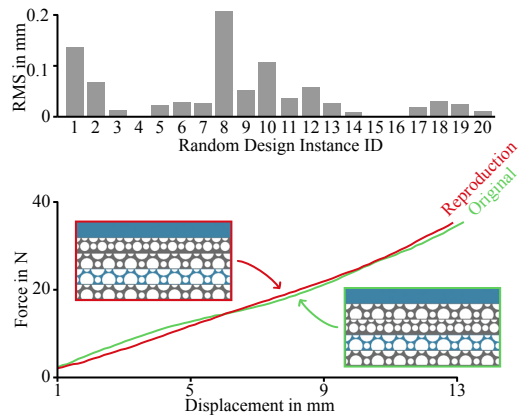 RMS in mm
0.2
0.1
0
1 2 3 4 5 6 7 8 9 10 11 12 13 14 15 16 17 18 19 20
Random Design Instance ID
Reproduction
Original
Force in N
40
20
0
1 5 9 13
Displacement in mm